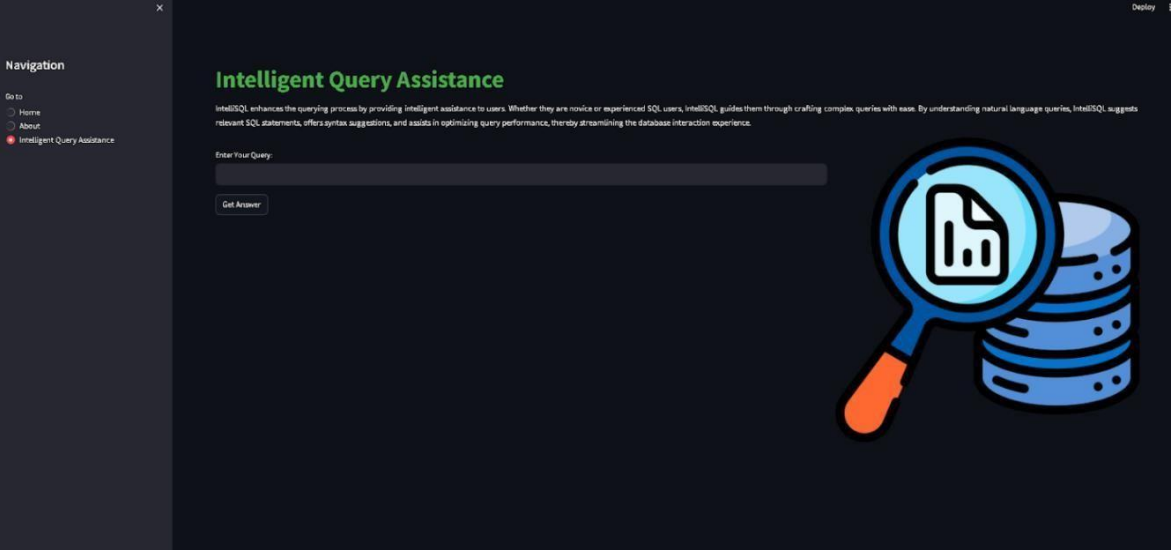 Deploy
Navigation
Go to
Home
About
Intelligent Query Assistance
Intelligent Query Assistance
IntelliSQL enhances the querying process by providing intelligent assistance to users. Whether they are novice or experienced SQL users, IntelliSQL guides them through crafting complex queries with ease. By understanding natural language queries, IntelliSQL suggests
relevant SQL statements, offers syntax suggestions, and assists in optimizing query performance, thereby streamlining the database interaction experience.
Enter Your Query:
Get Answer